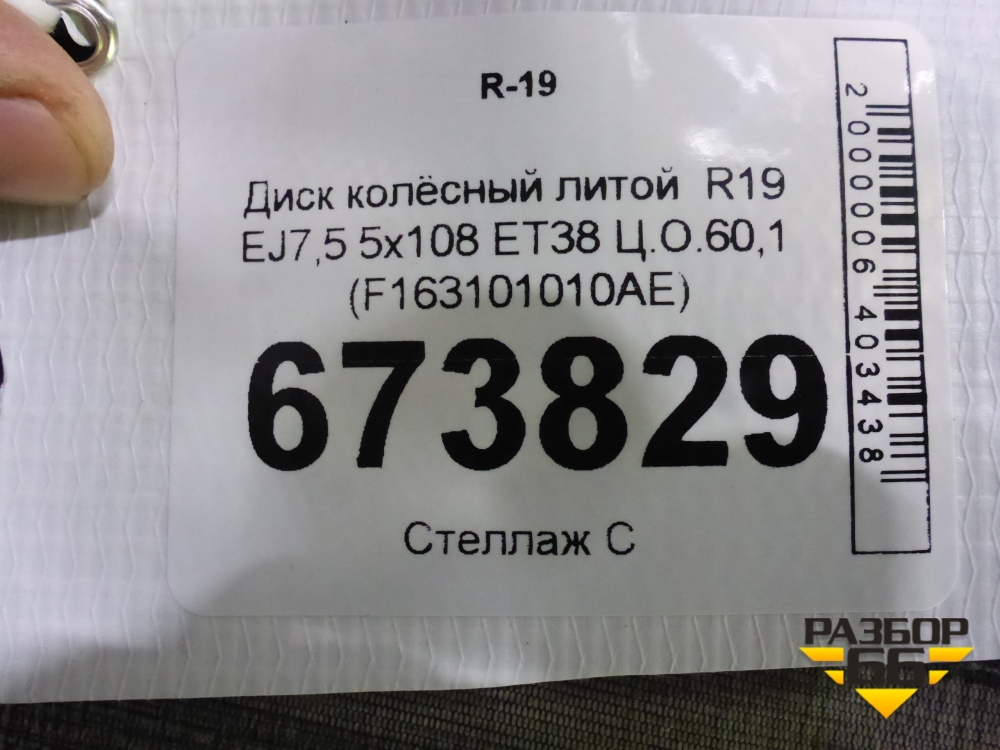 R-19
Диск колёсный литой R19
EJ7,5 5x108 ET38 Ц.О.60,1
(F163101010AE)
673829
Стеллаж С
2000006403438
РАЗБОР
66